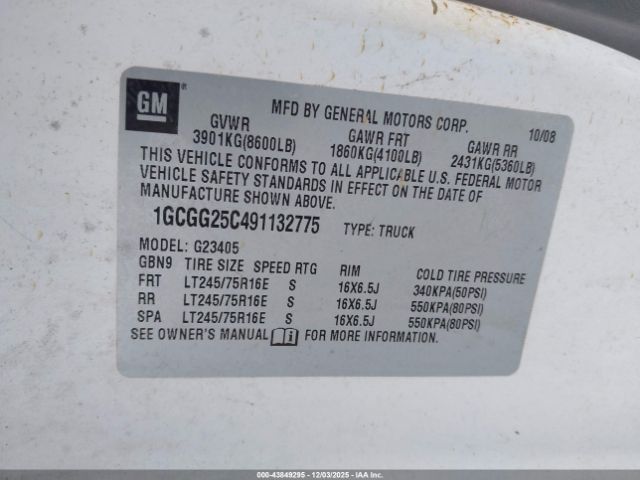 GM ®
MFD BY GENERAL MOTORS CORP. 10/08
GVWR GAWR FRT GAWR RR
3901KG(8600LB) 1860KG(4100LB) 2431KG(5360LB)
THIS VEHICLE CONFORMS TO ALL APPLICABLE U.S. FEDERAL MOTOR
VEHICLE SAFETY STANDARDS IN EFFECT ON THE DATE OF
MANUFACTURE SHOWN ABOVE.
1GCGG25C491132775 TYPE: TRUCK
MODEL: G23405
GBN9 TIRE SIZE SPEED RTG RIM COLD TIRE PRESSURE
FRT LT245/75R16E S 16X6.5J 340KPA(50PSI)
RR LT245/75R16E S 16X6.5J 550KPA(80PSI)
SPA LT245/75R16E S 16X6.5J 550KPA(80PSI)
SEE OWNER'S MANUAL FOR MORE INFORMATION.
000-43849295 - 12/03/2025 - IAAI.COM